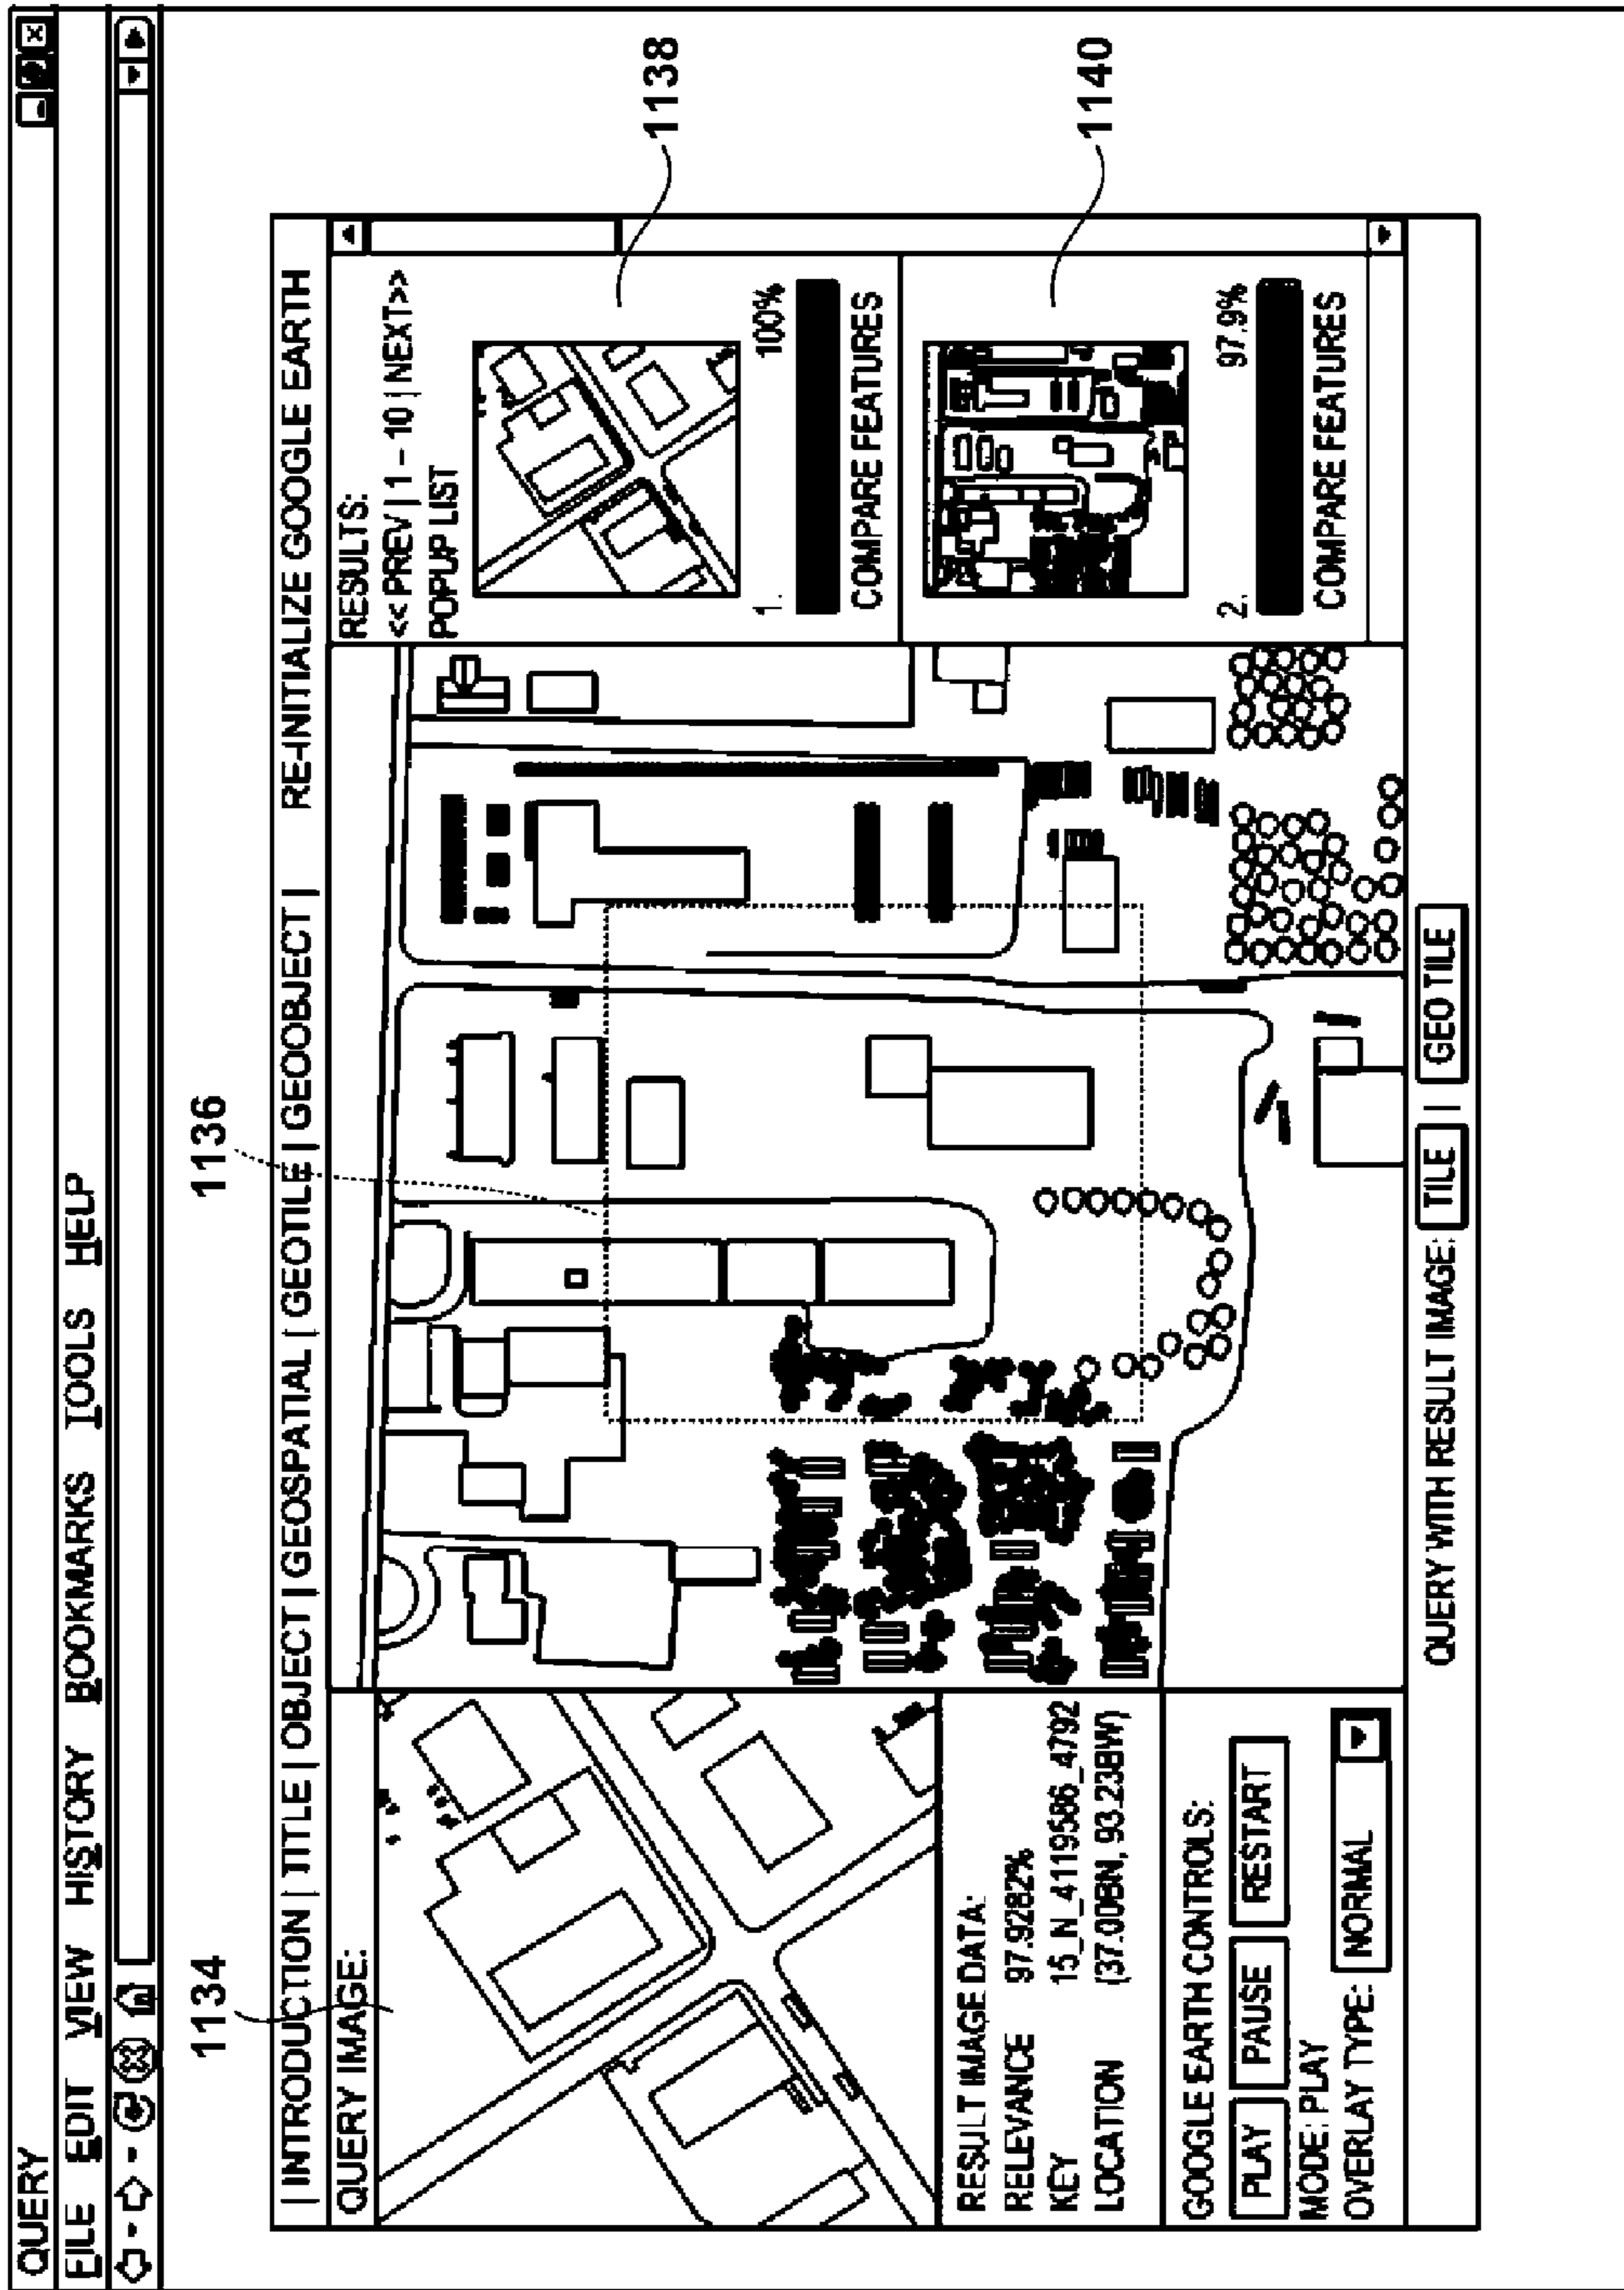 QUERY
FILE EDIT VIEW HISTORY BOOKMARKS TOOLS HELP
1134
1136
| INTRODUCTION | TITLE | OBJECT | GEOSPATIAL | GEOTILE | GEOOBJECT | RE-INITIALIZE GOOGLE EARTH
QUERY IMAGE:
RESULT IMAGE DATA:
RELEVANCE 97.9282%
KEY 15_N_4119586_4792
LOCATION (37.00BN, 93.23BW)
GOOGLE EARTH CONTROLS:
PLAY PAUSE RESTART
MODE: PLAY
OVERLAY TYPE: NORMAL
RESULTS:
<< PREV | 1 - 10 | NEXT>>
POPUP LIST
1. 100%
COMPARE FEATURES
1138
2. 97.9%
COMPARE FEATURES
1140
QUERY WITH RESULT IMAGE: TILE | | GEO TILE